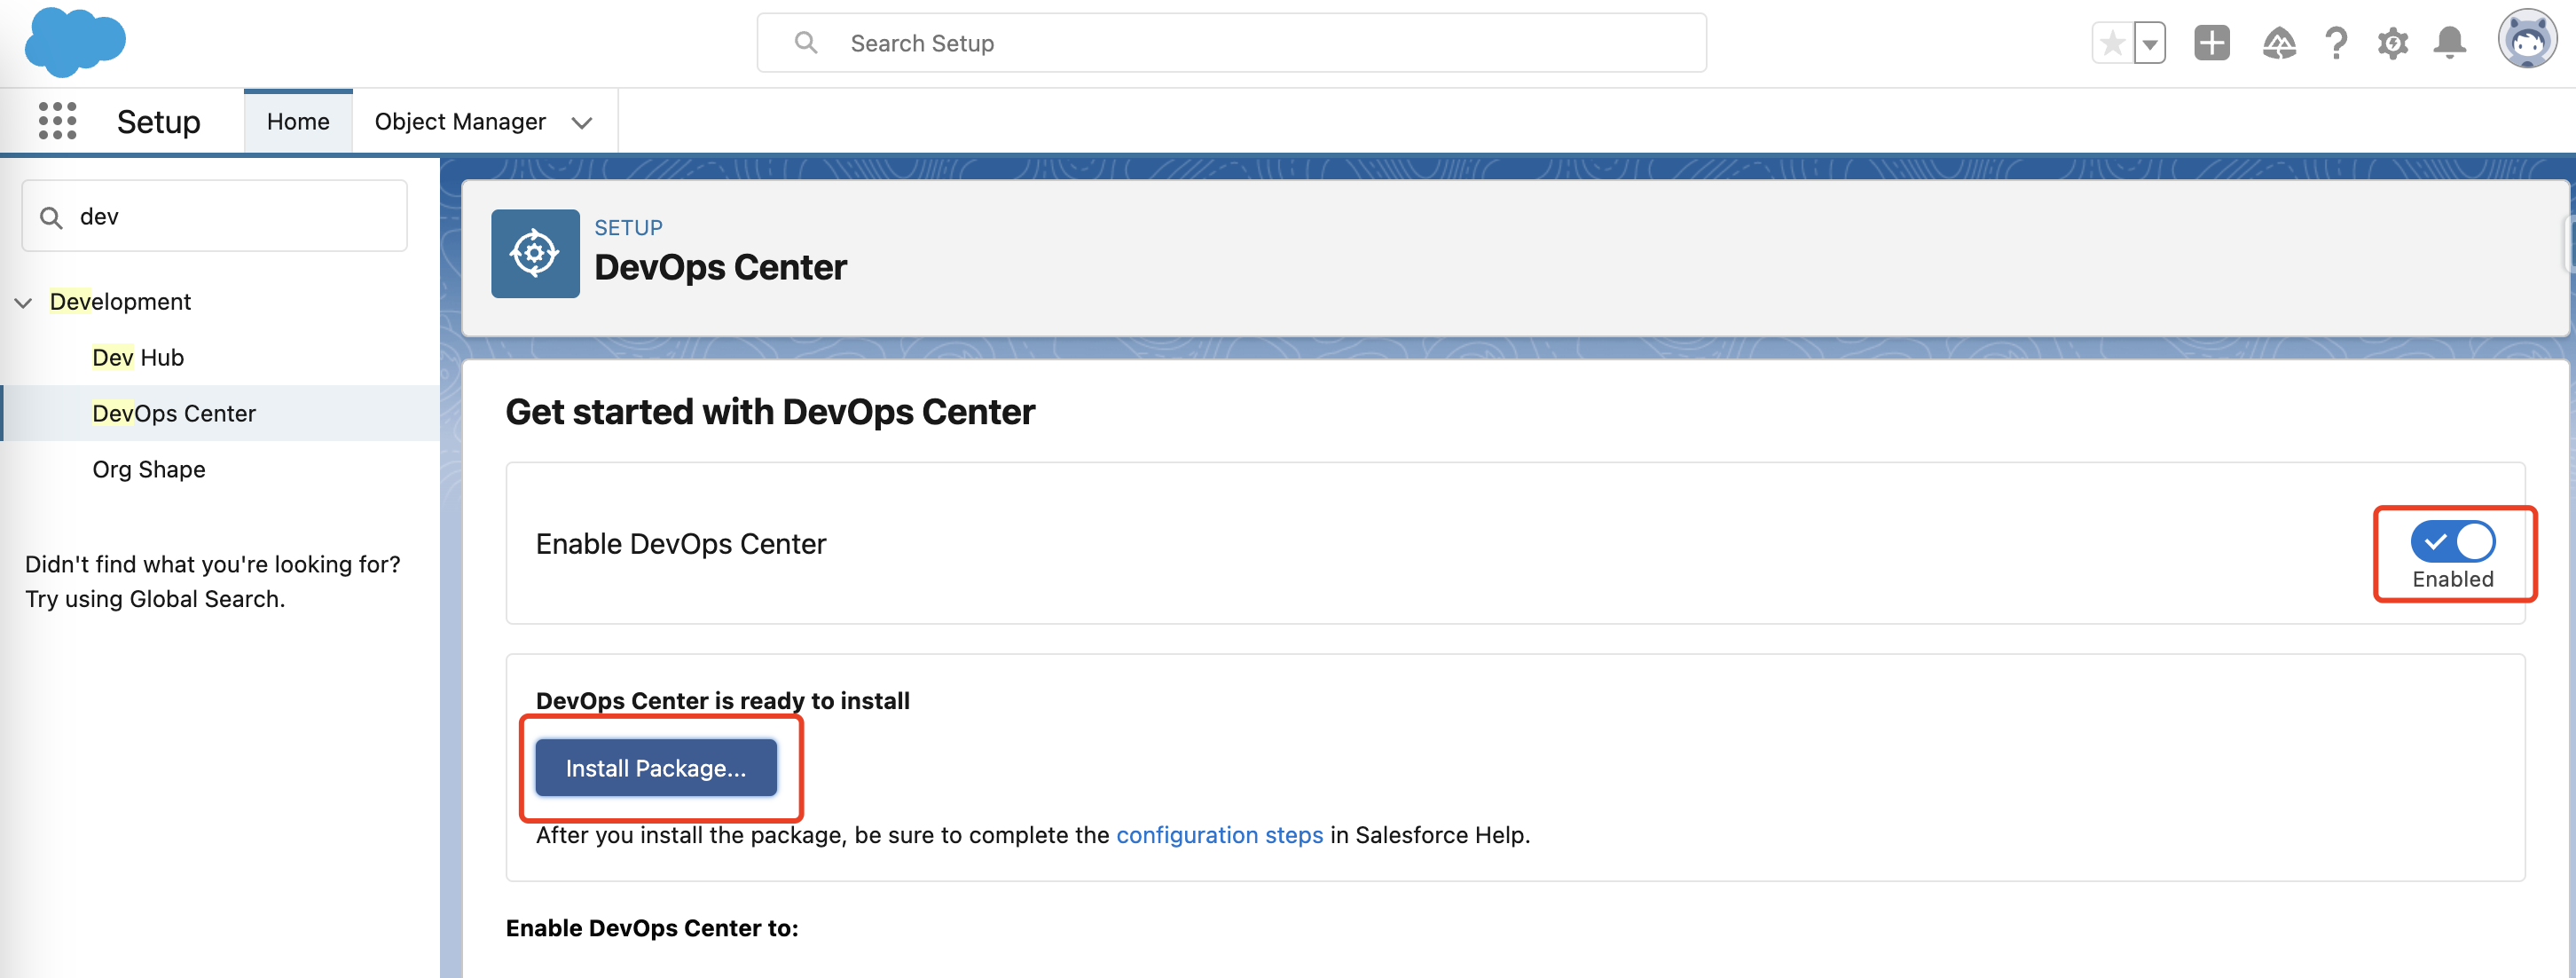 Search Setup
Setup
Home
Object Manager
dev
Development
Dev Hub
DevOps Center
Org Shape
Didn't find what you're looking for?
Try using Global Search.
SETUP
DevOps Center
Get started with DevOps Center
Enable DevOps Center
Enabled
DevOps Center is ready to install
Install Package...
After you install the package, be sure to complete the configuration steps in Salesforce Help.
Enable DevOps Center to: